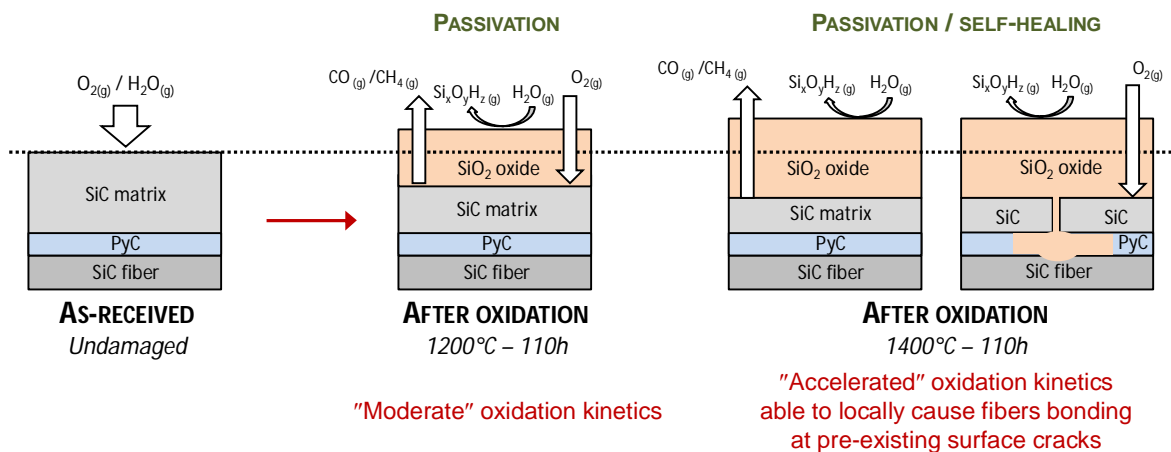 PASSIVATION
PASSIVATION / SELF-HEALING
O2(g) / H2O(g)
SiC matrix
PyC
SiC fiber
AS-RECEIVED
Undamaged
CO (g) /CH4 (g)
SixOyHz (g)
H2O(g)
O2(g)
SiO2 oxide
SiC matrix
PyC
SiC fiber
AFTER OXIDATION
1200°C – 110h
"Moderate" oxidation kinetics
CO (g) /CH4 (g)
SixOyHz (g)
H2O(g)
SiO2 oxide
SiC matrix
PyC
SiC fiber
SixOyHz (g)
H2O(g)
O2(g)
SiO2 oxide
SiC
SiC
PyC
SiC fiber
AFTER OXIDATION
1400°C – 110h
"Accelerated" oxidation kinetics
able to locally cause fibers bonding
at pre-existing surface cracks